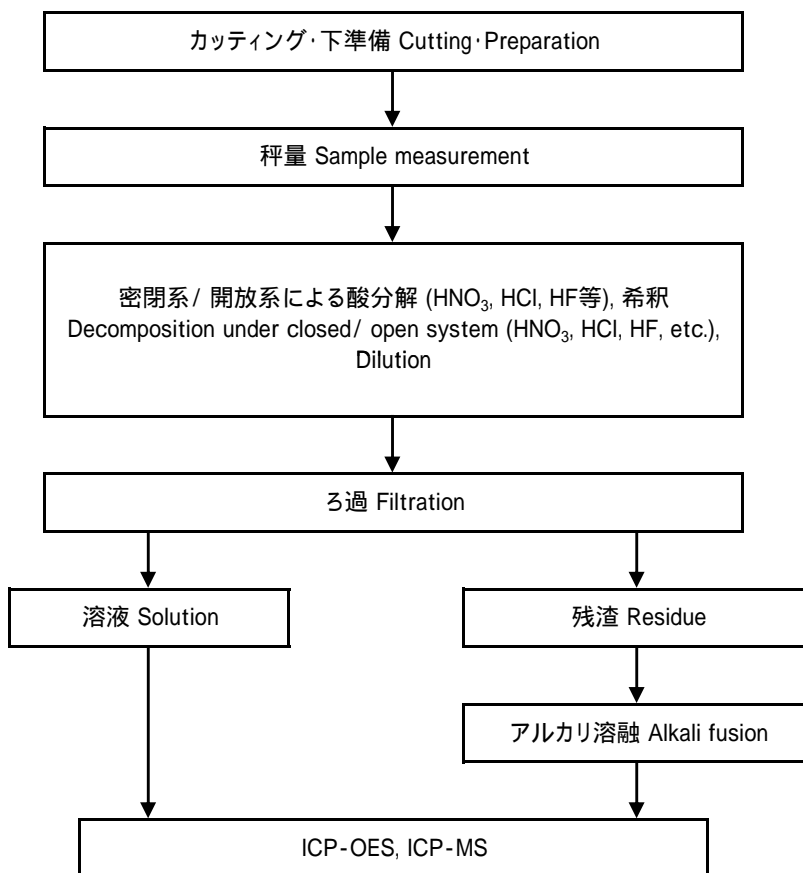 カッティング･下準備 Cutting･Preparation
秤量 Sample measurement
密閉系/ 開放系による酸分解 (HNO₃, HCl, HF等), 希釈
Decomposition under closed/ open system (HNO₃, HCl, HF, etc.),
Dilution
ろ過 Filtration
溶液 Solution
残渣 Residue
アルカリ溶融 Alkali fusion
ICP-OES, ICP-MS